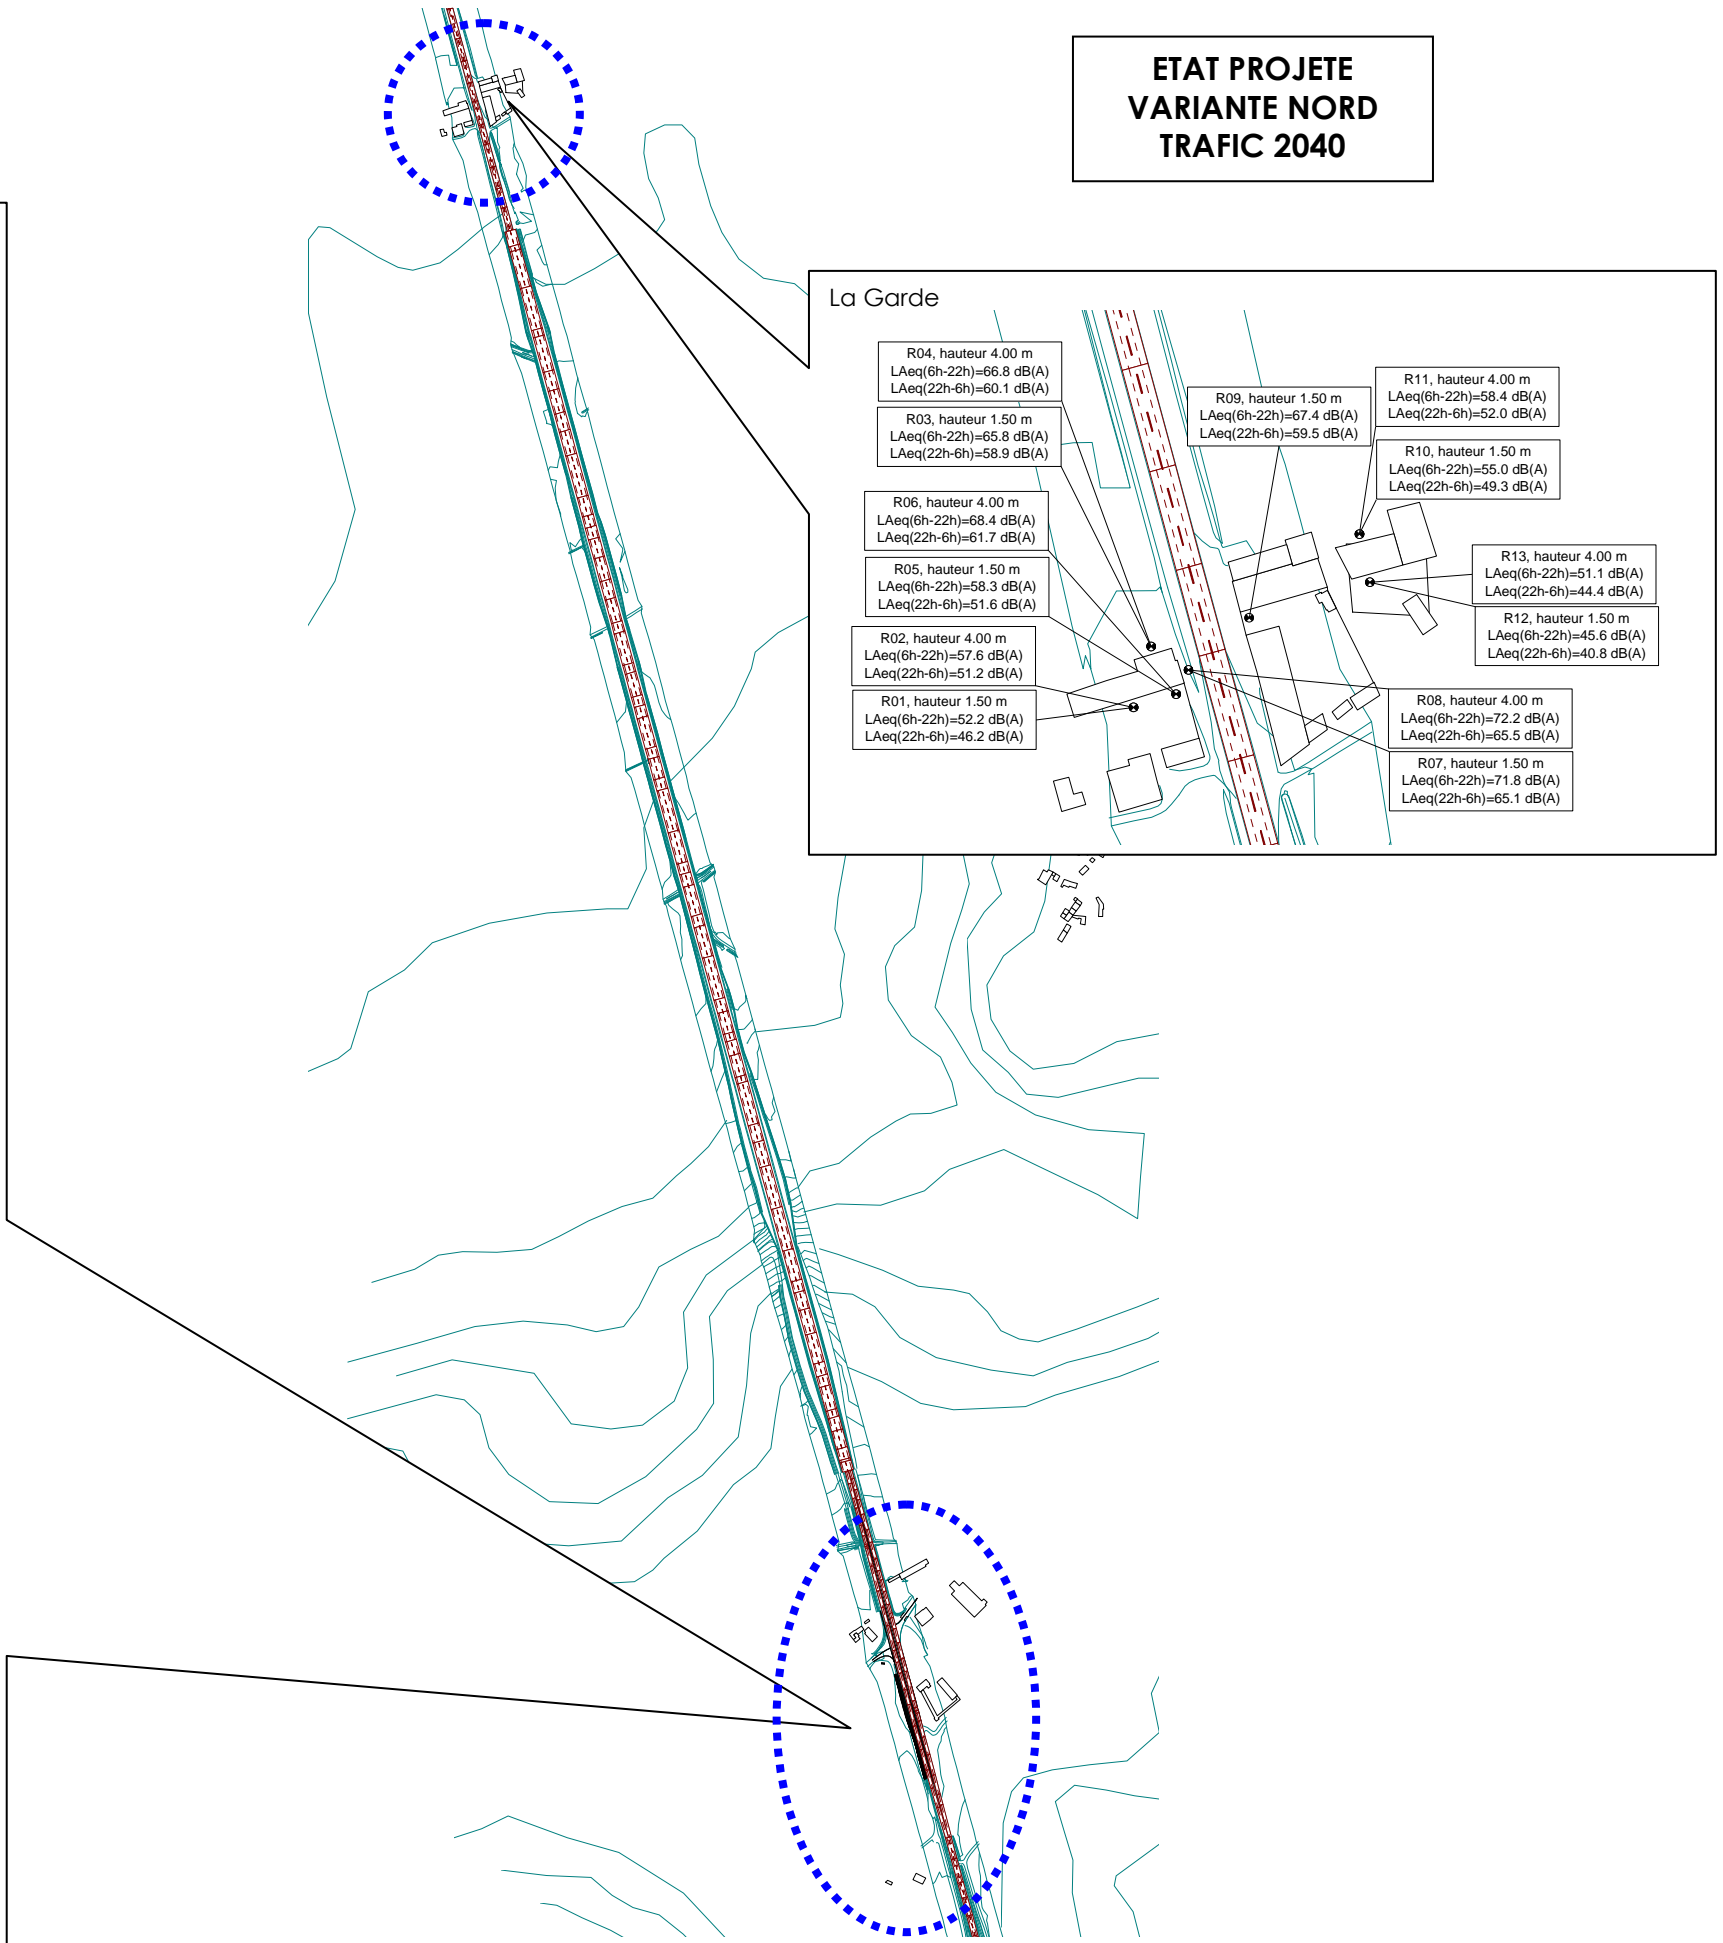 ETAT PROJETE
VARIANTE NORD
TRAFIC 2040
La Garde
R04, hauteur 4.00 m
LAeq(6h-22h)=66.8 dB(A)
LAeq(22h-6h)=60.1 dB(A)
R03, hauteur 1.50 m
LAeq(6h-22h)=65.8 dB(A)
LAeq(22h-6h)=58.9 dB(A)
R06, hauteur 4.00 m
LAeq(6h-22h)=68.4 dB(A)
LAeq(22h-6h)=61.7 dB(A)
R05, hauteur 1.50 m
LAeq(6h-22h)=58.3 dB(A)
LAeq(22h-6h)=51.6 dB(A)
R02, hauteur 4.00 m
LAeq(6h-22h)=57.6 dB(A)
LAeq(22h-6h)=51.2 dB(A)
R01, hauteur 1.50 m
LAeq(6h-22h)=52.2 dB(A)
LAeq(22h-6h)=46.2 dB(A)
R09, hauteur 1.50 m
LAeq(6h-22h)=67.4 dB(A)
LAeq(22h-6h)=59.5 dB(A)
R11, hauteur 4.00 m
LAeq(6h-22h)=58.4 dB(A)
LAeq(22h-6h)=52.0 dB(A)
R10, hauteur 1.50 m
LAeq(6h-22h)=55.0 dB(A)
LAeq(22h-6h)=49.3 dB(A)
R13, hauteur 4.00 m
LAeq(6h-22h)=51.1 dB(A)
LAeq(22h-6h)=44.4 dB(A)
R12, hauteur 1.50 m
LAeq(6h-22h)=45.6 dB(A)
LAeq(22h-6h)=40.8 dB(A)
R08, hauteur 4.00 m
LAeq(6h-22h)=72.2 dB(A)
LAeq(22h-6h)=65.5 dB(A)
R07, hauteur 1.50 m
LAeq(6h-22h)=71.8 dB(A)
LAeq(22h-6h)=65.1 dB(A)